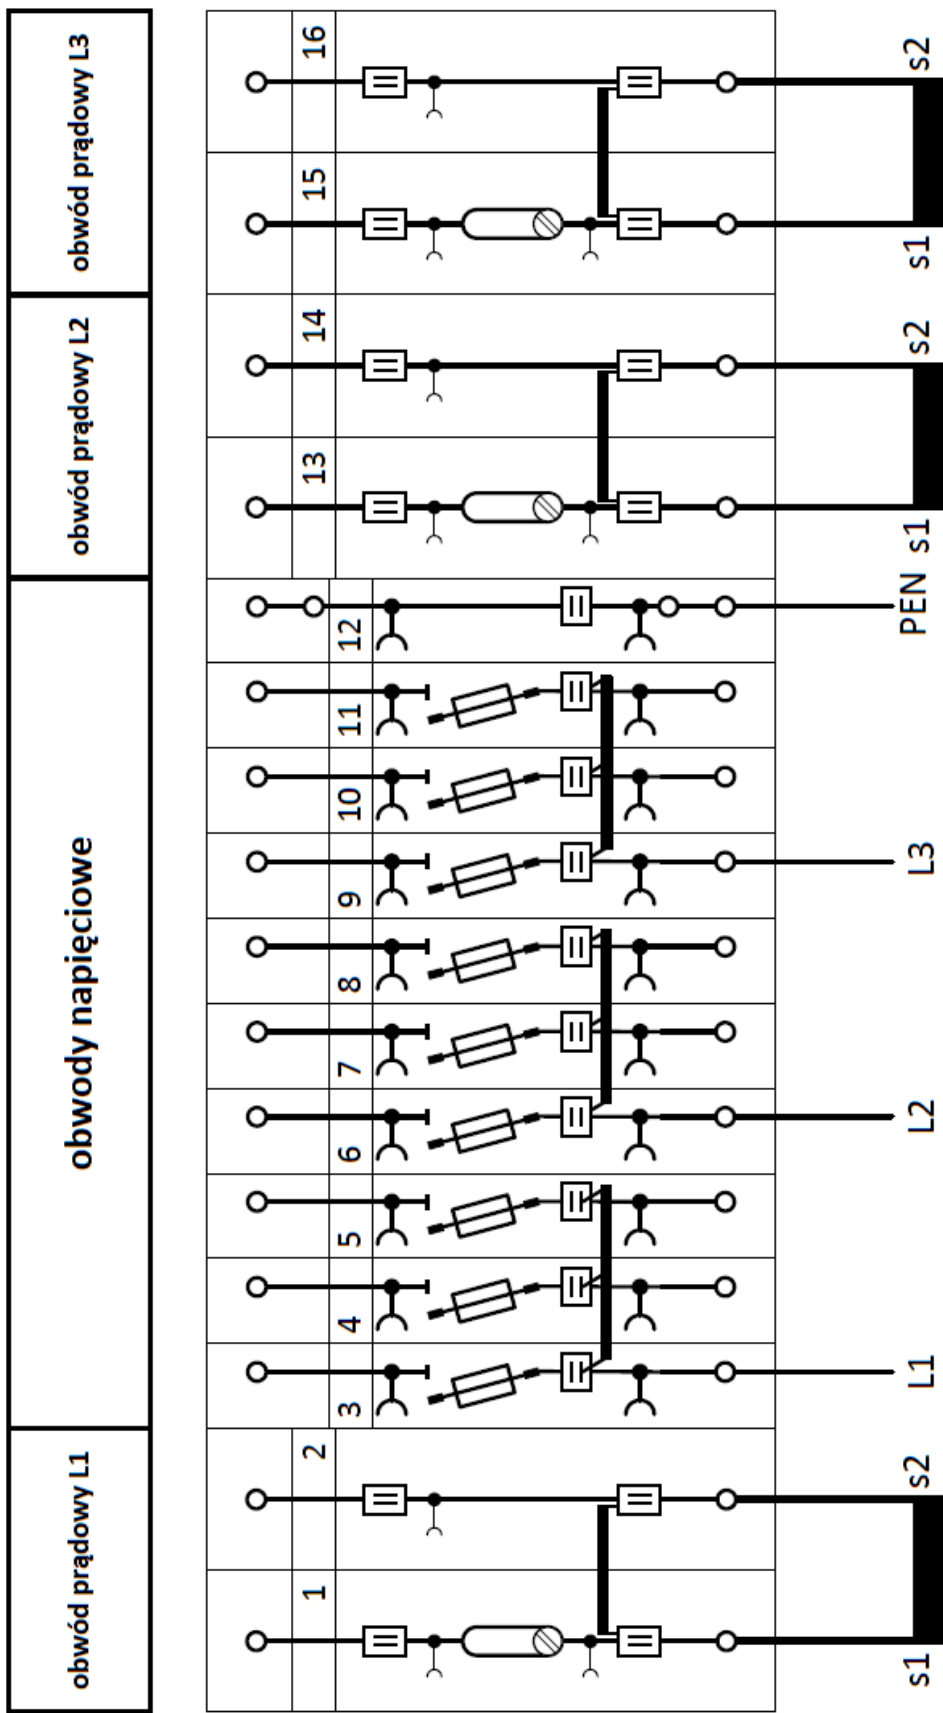 obwód prądowy L1
obwody napięciowe
obwód prądowy L2
obwód prądowy L3
1
2
3
4
5
6
7
8
9
10
11
12
13
14
15
16
s1
s2
L1
L2
L3
PEN
s1
s2
s1
s2